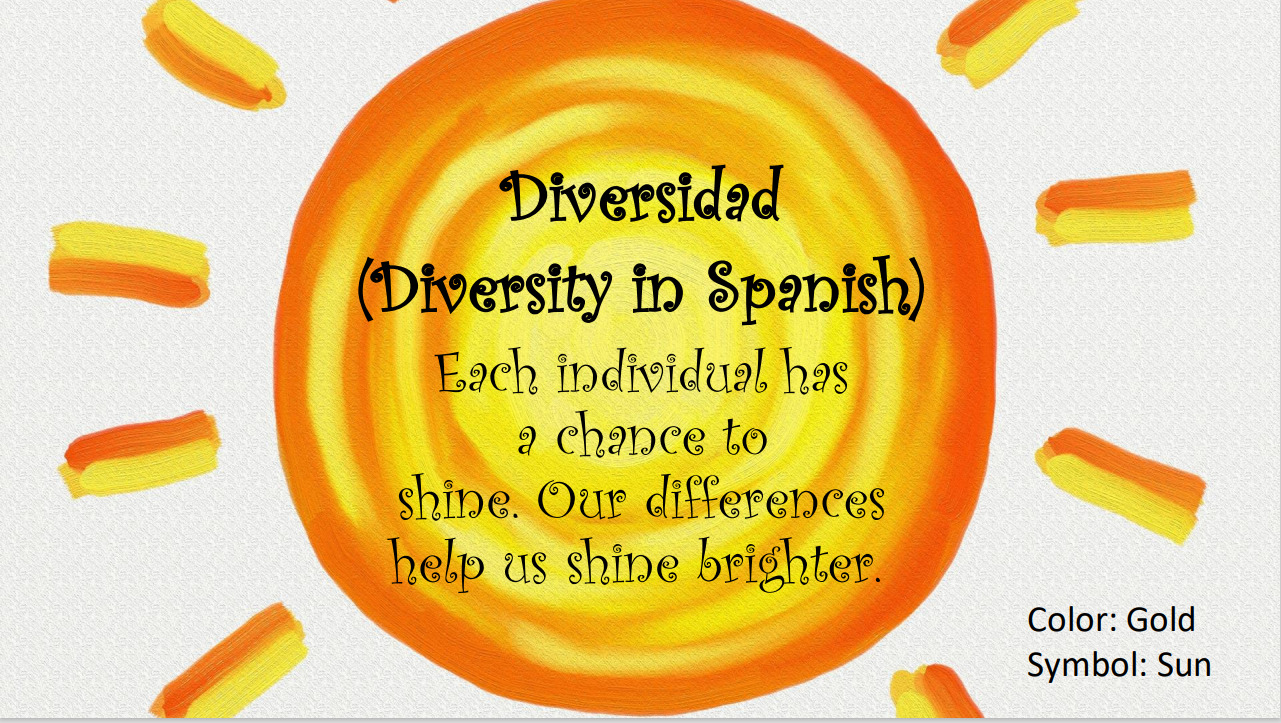 Diversidad
(Diversity in Spanish)
Each individual has
a chance to
shine. Our differences
help us shine brighter.
Color: Gold
Symbol: Sun